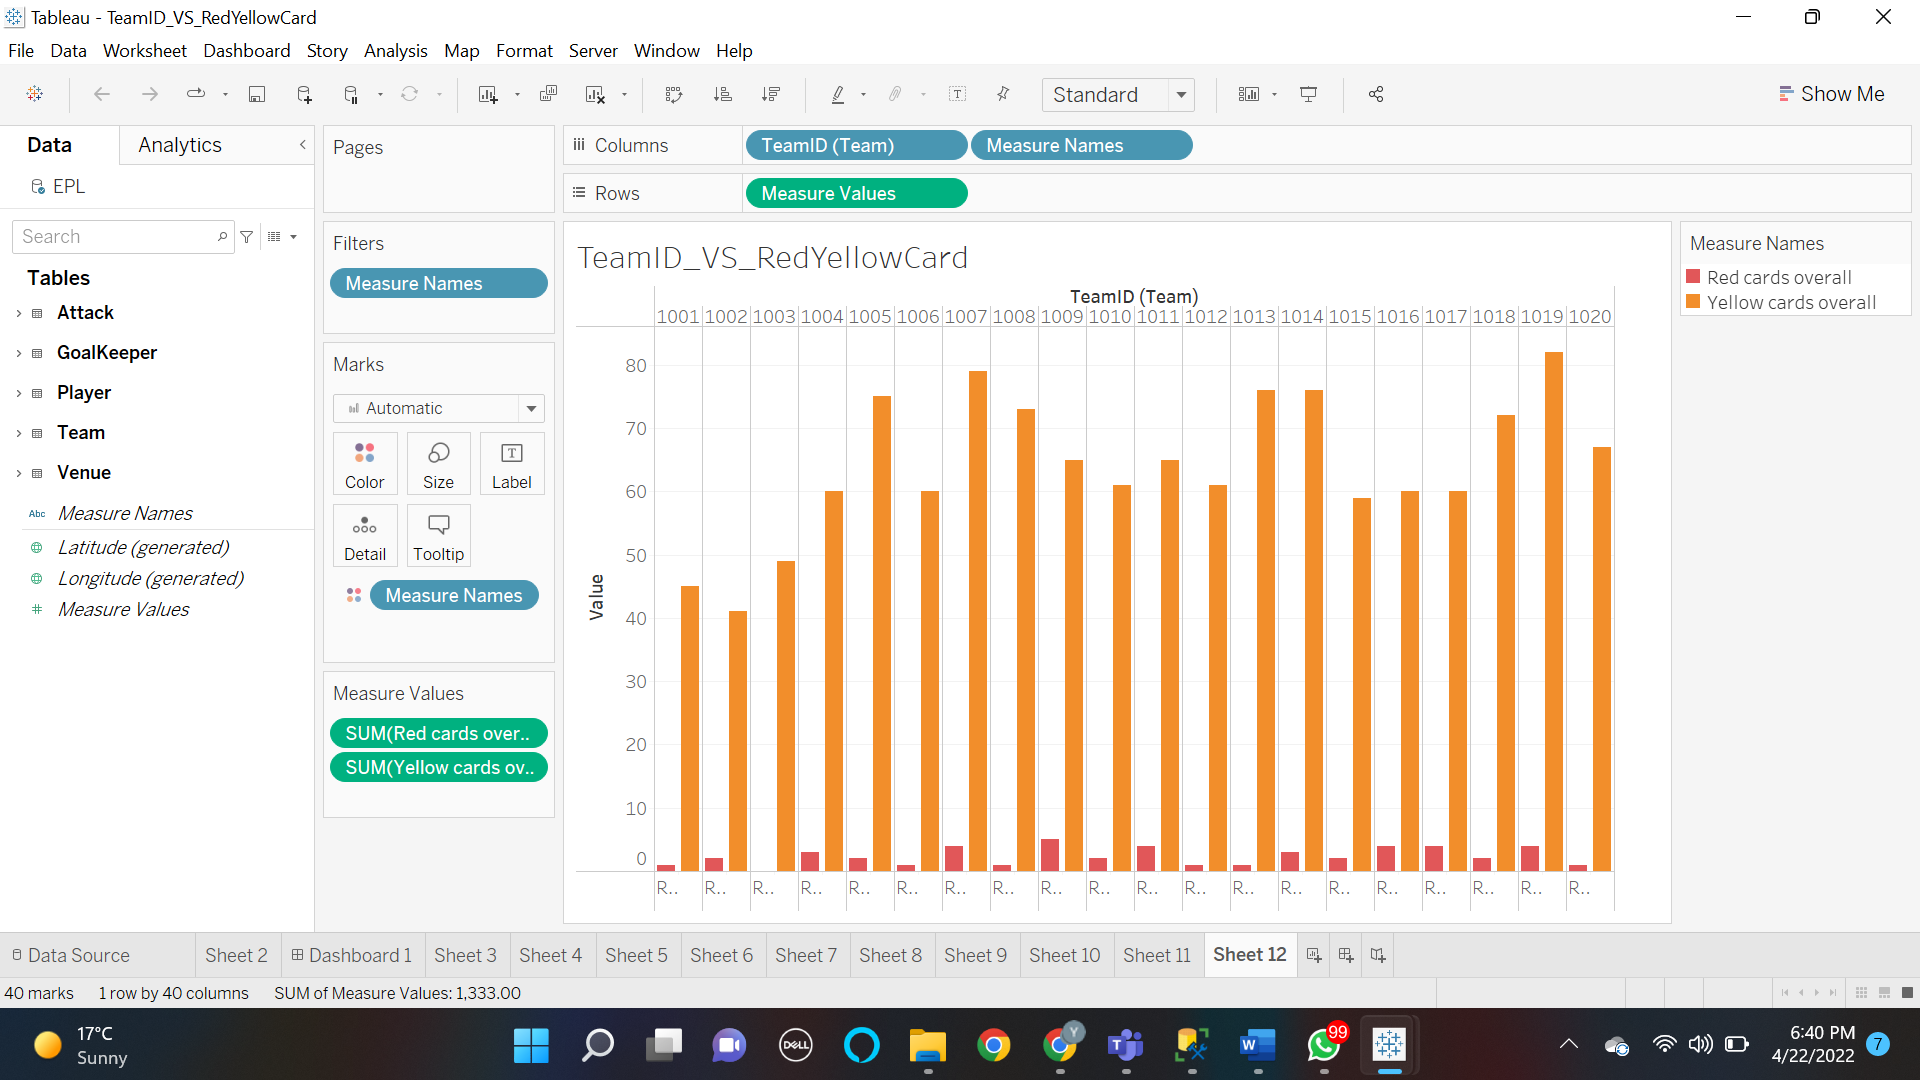 Tableau - TeamID_VS_RedYellowCard
File Data Worksheet Dashboard Story Analysis Map Format Server Window Help
Standard
Show Me
Data Analytics
EPL
Search
Tables
Attack
GoalKeeper
Player
Team
Venue
Abc Measure Names
Latitude (generated)
Longitude (generated)
# Measure Values
Pages
Filters
Measure Names
Marks
Automatic
Color Size Label
Detail Tooltip
Measure Names
Measure Values
SUM(Red cards over..
SUM(Yellow cards ov..
Columns TeamID (Team) Measure Names
Rows Measure Values
TeamID_VS_RedYellowCard
TeamID (Team)
1001 1002 1003 1004 1005 1006 1007 1008 1009 1010 1011 1012 1013 1014 1015 1016 1017 1018 1019 1020
80
70
60
50
40
30
20
10
0
Value
R.. R.. R.. R.. R.. R.. R.. R.. R.. R.. R.. R.. R.. R.. R.. R.. R.. R.. R.. R..
Measure Names
Red cards overall
Yellow cards overall
Data Source Sheet 2 Dashboard 1 Sheet 3 Sheet 4 Sheet 5 Sheet 6 Sheet 7 Sheet 8 Sheet 9 Sheet 10 Sheet 11 Sheet 12
40 marks 1 row by 40 columns SUM of Measure Values: 1,333.00
17°C
Sunny
DELL
Y
T
W
99
6:40 PM
4/22/2022
7